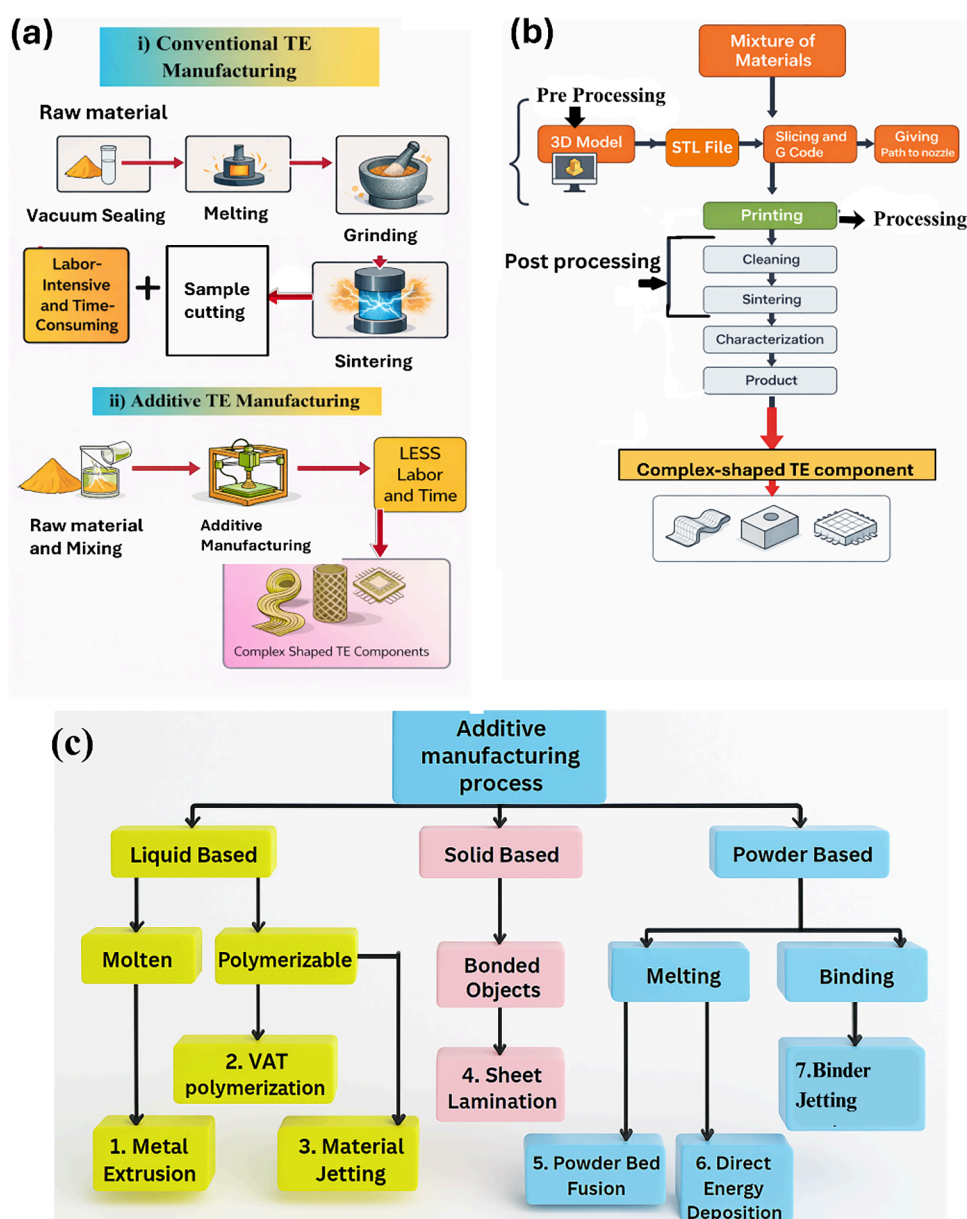 (a)
i) Conventional TE
Manufacturing
Raw material
Vacuum Sealing
Melting
Grinding
Labor-
Intensive
and Time-
Consuming
+
Sample
cutting
Sintering
ii) Additive TE Manufacturing
Raw material
and Mixing
Additive
Manufacturing
LESS
Labor
and Time
Complex Shaped TE Components
(b)
Mixture of
Materials
Pre Processing
3D Model
STL File
Slicing and
G Code
Giving
Path to nozzle
Printing
Processing
Post processing
Cleaning
Sintering
Characterization
Product
Complex-shaped TE component
(c)
Additive
manufacturing
process
Liquid Based
Solid Based
Powder Based
Molten
Polymerizable
Bonded
Objects
Melting
Binding
2. VAT
polymerization
4. Sheet
Lamination
7.Binder
Jetting
1. Metal
Extrusion
3. Material
Jetting
5. Powder Bed
Fusion
6. Direct
Energy
Deposition